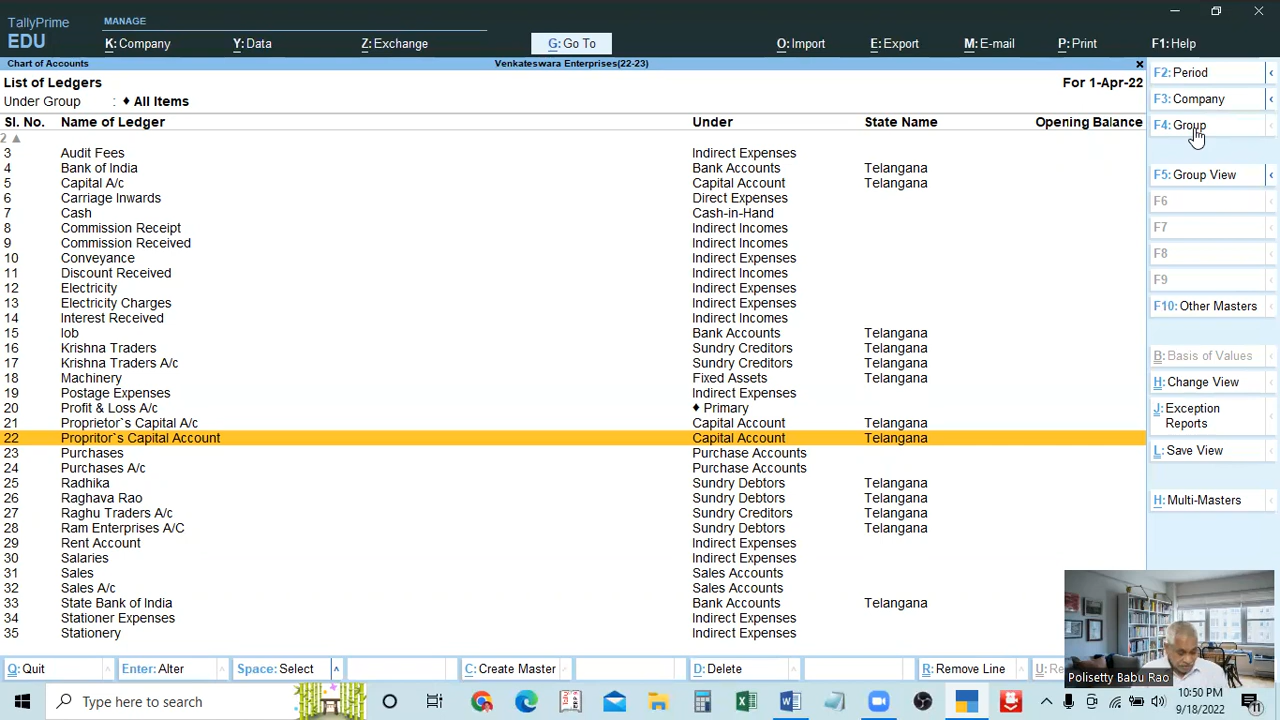 TallyPrime
EDU
MANAGE
K: Company
Y: Data
Z: Exchange
G: Go To
O: Import
E: Export
M: E-mail
P: Print
F1: Help
Chart of Accounts
Venkateswara Enterprises(22-23)
List of Ledgers
For 1-Apr-22
Under Group : ♦ All Items
Sl. No. Name of Ledger Under State Name Opening Balance
2 ▲
3 Audit Fees Indirect Expenses
4 Bank of India Bank Accounts Telangana
5 Capital A/c Capital Account Telangana
6 Carriage Inwards Direct Expenses
7 Cash Cash-in-Hand
8 Commission Receipt Indirect Incomes
9 Commission Received Indirect Incomes
10 Conveyance Indirect Expenses
11 Discount Received Indirect Incomes
12 Electricity Indirect Expenses
13 Electricity Charges Indirect Expenses
14 Interest Received Indirect Incomes
15 Iob Bank Accounts Telangana
16 Krishna Traders Sundry Creditors Telangana
17 Krishna Traders A/c Sundry Creditors Telangana
18 Machinery Fixed Assets Telangana
19 Postage Expenses Indirect Expenses
20 Profit & Loss A/c ♦ Primary
21 Proprietor`s Capital A/c Capital Account Telangana
22 Propritor`s Capital Account Capital Account Telangana
23 Purchases Purchase Accounts
24 Purchases A/c Purchase Accounts
25 Radhika Sundry Debtors Telangana
26 Raghava Rao Sundry Debtors Telangana
27 Raghu Traders A/c Sundry Creditors Telangana
28 Ram Enterprises A/C Sundry Debtors Telangana
29 Rent Account Indirect Expenses
30 Salaries Indirect Expenses
31 Sales Sales Accounts
32 Sales A/c Sales Accounts
33 State Bank of India Bank Accounts Telangana
34 Stationer Expenses Indirect Expenses
35 Stationery Indirect Expenses
F2: Period
F3: Company
F4: Group
F5: Group View
F6
F7
F8
F9
F10: Other Masters
B: Basis of Values
H: Change View
J: Exception
Reports
L: Save View
H: Multi-Masters
Polisetty Babu Rao
Q: Quit
Enter: Alter
Space: Select
C: Create Master
D: Delete
R: Remove Line
U: Re
Type here to search
10:50 PM
9/18/2022
11